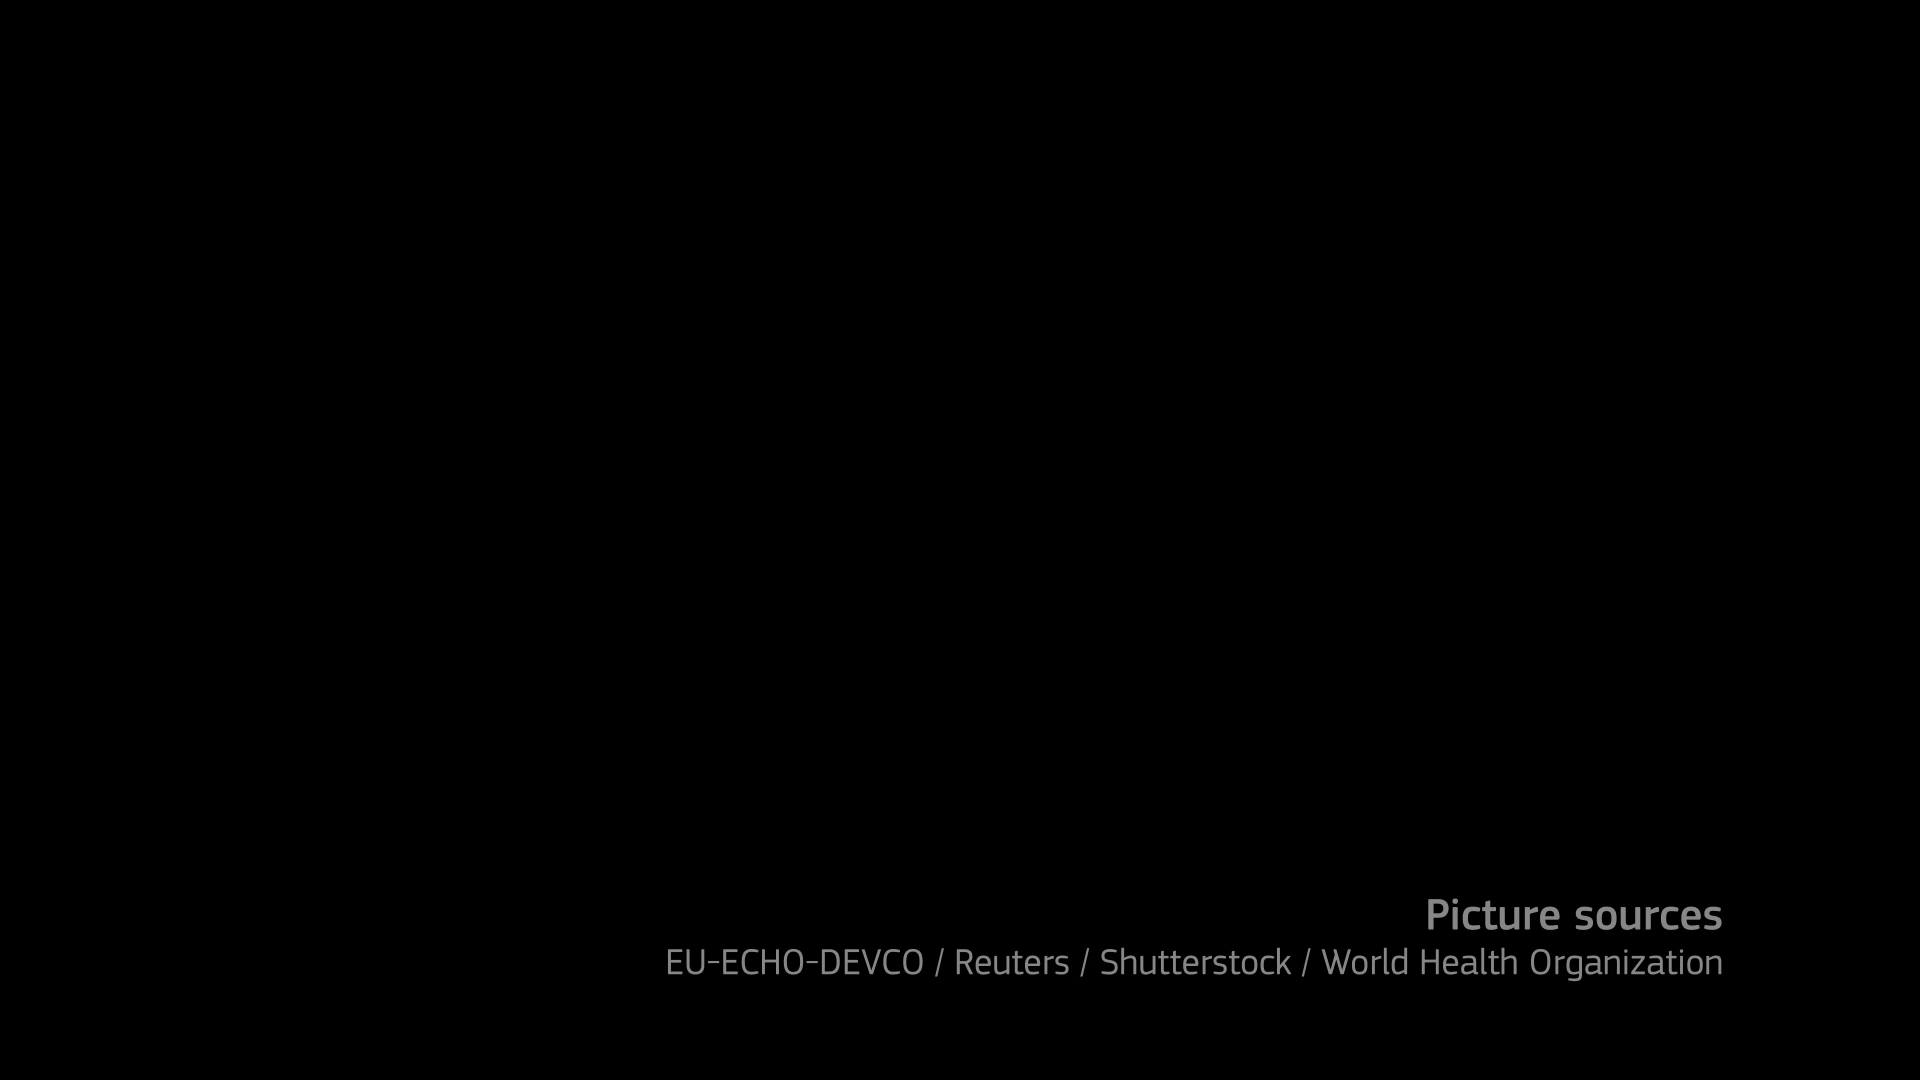 Picture sources
EU-ECHO-DEVCO / Reuters / Shutterstock / World Health Organization